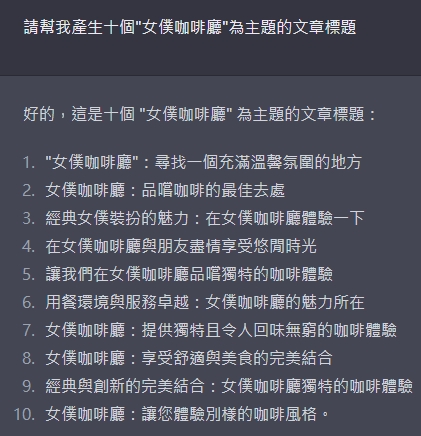 請幫我產生十個"女僕咖啡廳"為主題的文章標題
好的，這是十個 "女僕咖啡廳" 為主題的文章標題：
1. "女僕咖啡廳"：尋找一個充滿溫馨氛圍的地方
2. 女僕咖啡廳：品嚐咖啡的最佳去處
3. 經典女僕裝扮的魅力：在女僕咖啡廳體驗一下
4. 在女僕咖啡廳與朋友盡情享受悠閒時光
5. 讓我們在女僕咖啡廳品嚐獨特的咖啡體驗
6. 用餐環境與服務卓越：女僕咖啡廳的魅力所在
7. 女僕咖啡廳：提供獨特且令人回味無窮的咖啡體驗
8. 女僕咖啡廳：享受舒適與美食的完美結合
9. 經典與創新的完美結合：女僕咖啡廳獨特的咖啡體驗
10. 女僕咖啡廳：讓您體驗別樣的咖啡風格。